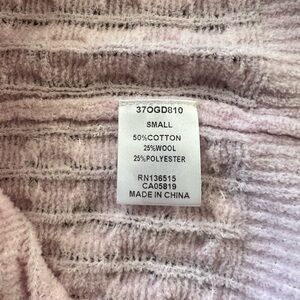 37OGD810
SMALL
50%COTTON
25%WOOL
25%POLYESTER
RN136515
CA05819
MADE IN CHINA